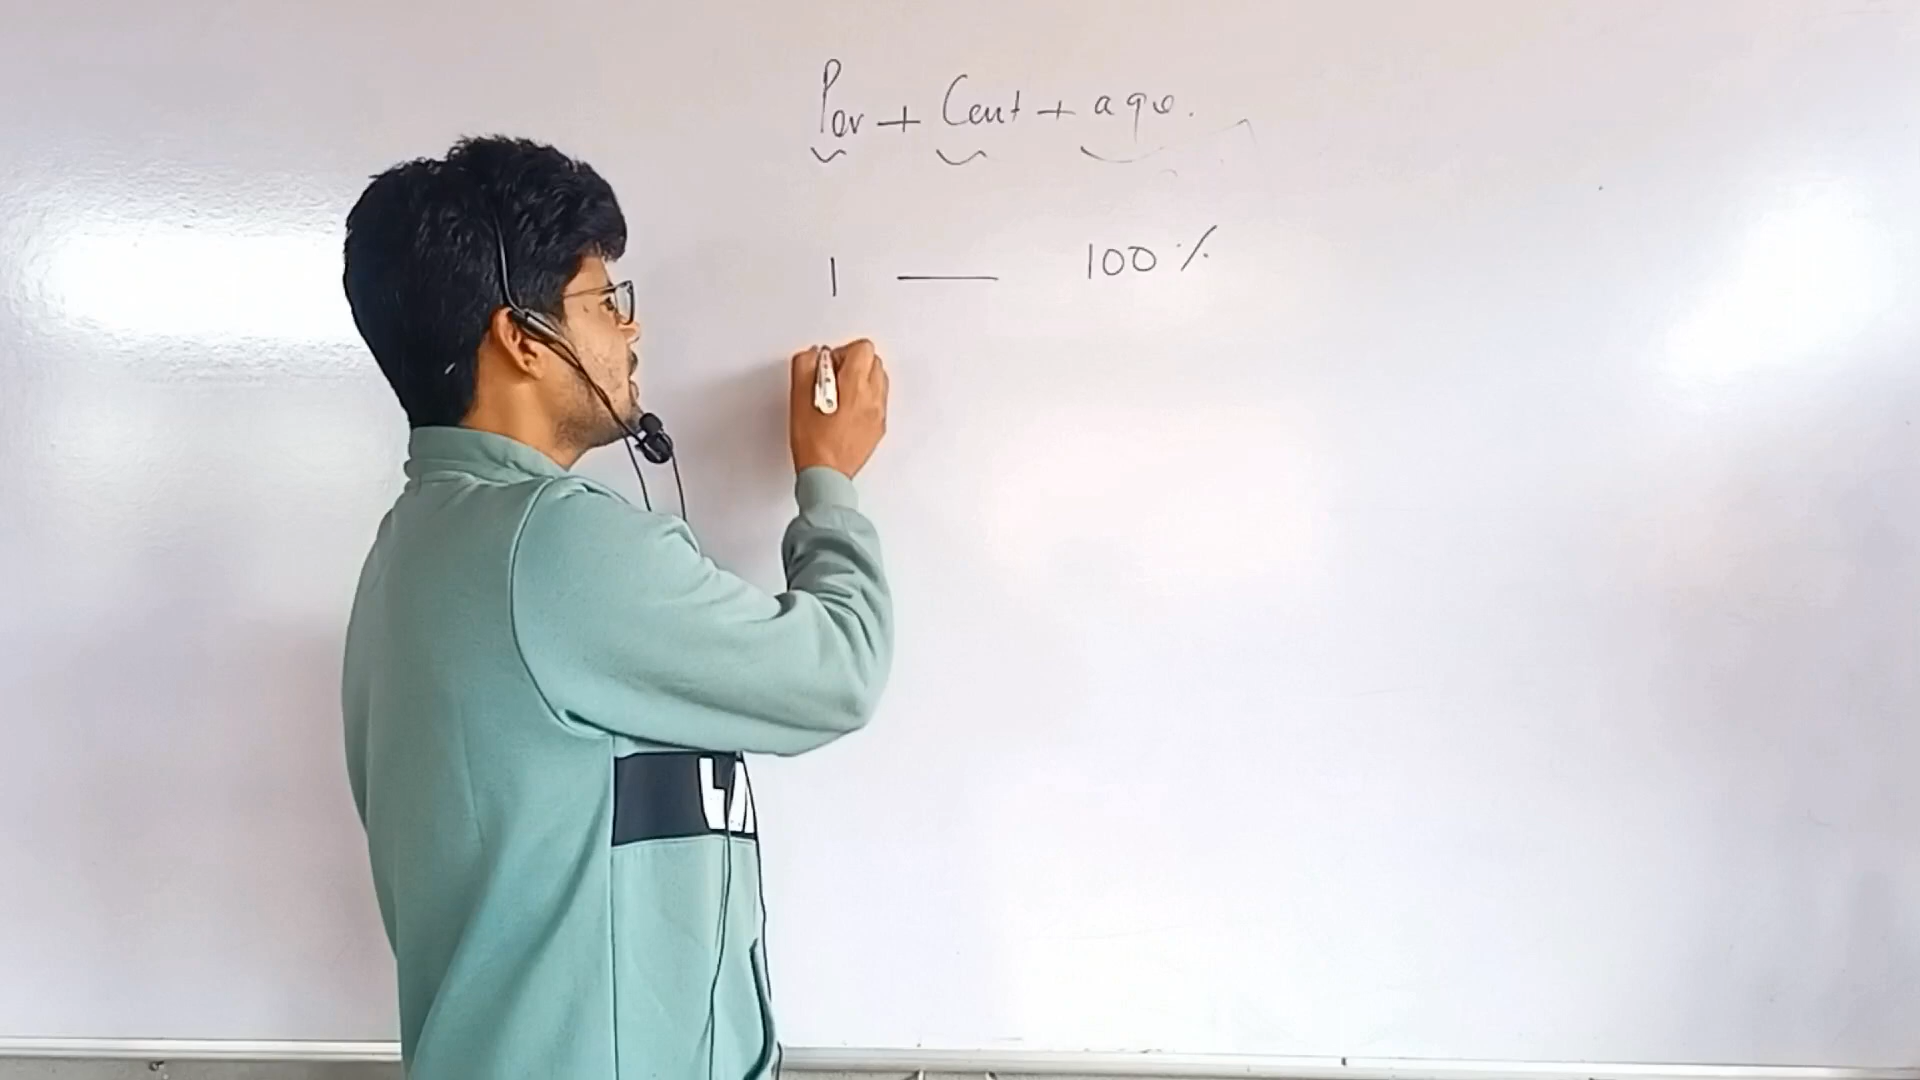 Per + Cent + age.
1 — 100 %